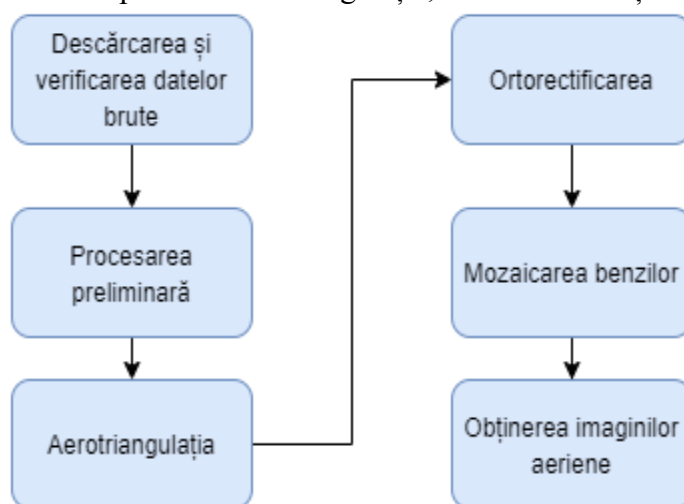 Descărcarea și
verificarea datelor
brute
Procesarea
preliminară
Aerotriangulația
Ortorectificarea
Mozaicarea benzilor
Obținerea imaginilor
aeriene